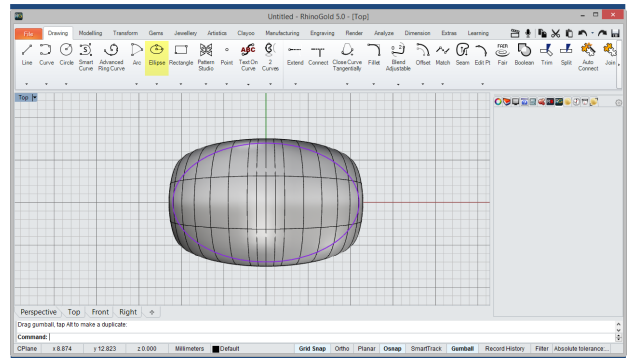 Untitled - RhinoGold 5.0 - [Top]
File Drawing Modelling Transform Gems Jewellery Artistics Clayoo Manufacturing Engraving Render Analyze Dimension Extras Learning
Line Curve Circle Smart Curve Advanced Ring Curve Arc Ellipse Rectangle Pattern Studio Point Text On Curve 2 Curves Extend Connect Close Curve Tangentially Fillet Blend Adjustable Offset Match Seam Edit Pt Fair Boolean Trim Split Auto Connect Join
Top
Perspective Top Front Right
Drag gumball, tap Alt to make a duplicate:
Command:
CPlane x 8.874 y 12.823 z 0.000 Millimeters Default Grid Snap Ortho Planar Osnap SmartTrack Gumball Record History Filter Absolute tolerance:...